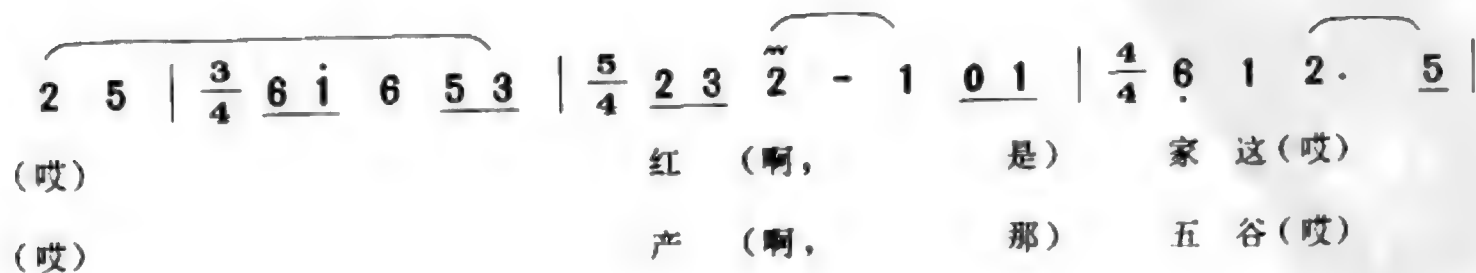 2 5 | 3/4 6 i̇ 6 5 3 | 5/4 2 3 2 - 1 0 1 | 4/4 6̣ 1 2· 5 |
(哎) 红 (啊, 是) 家 这(哎)
(哎) 产 (啊, 那) 五 谷(哎)